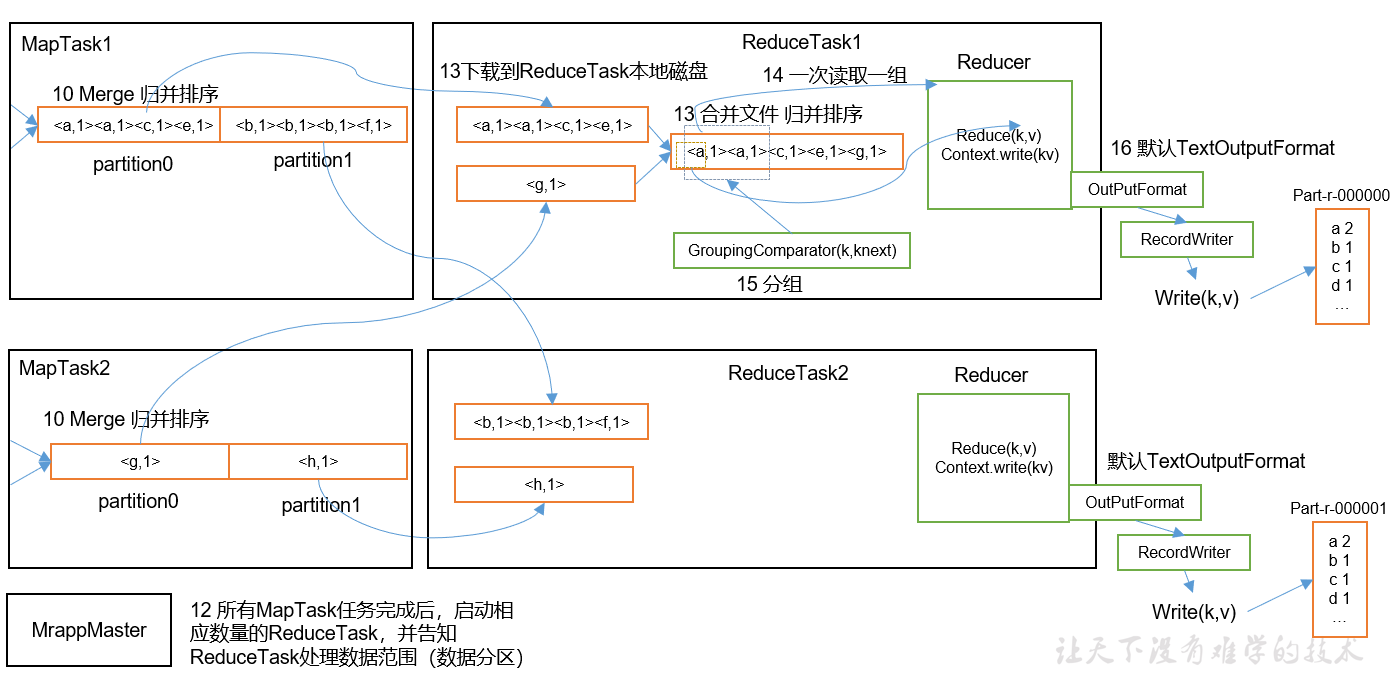 MapTask1
10 Merge 归并排序
<a,1><a,1><c,1><e,1>
<b,1><b,1><b,1><f,1>
partition0
partition1
ReduceTask1
13下载到ReduceTask本地磁盘
<a,1><a,1><c,1><e,1>
<g,1>
13 合并文件 归并排序
<a,1><a,1><c,1><e,1><g,1>
14 一次读取一组
GroupingComparator(k,knext)
15 分组
Reducer
Reduce(k,v)
Context.write(kv)
16 默认TextOutputFormat
OutPutFormat
RecordWriter
Write(k,v)
Part-r-000000
a 2
b 1
c 1
d 1
...
MapTask2
10 Merge 归并排序
<g,1>
<h,1>
partition0
partition1
ReduceTask2
<b,1><b,1><b,1><f,1>
<h,1>
Reducer
Reduce(k,v)
Context.write(kv)
默认TextOutputFormat
OutPutFormat
RecordWriter
Write(k,v)
Part-r-000001
a 2
b 1
c 1
d 1
...
MrappMaster
12 所有MapTask任务完成后，启动相
应数量的ReduceTask，并告知
ReduceTask处理数据范围（数据分区）
让天下没有难学的技术